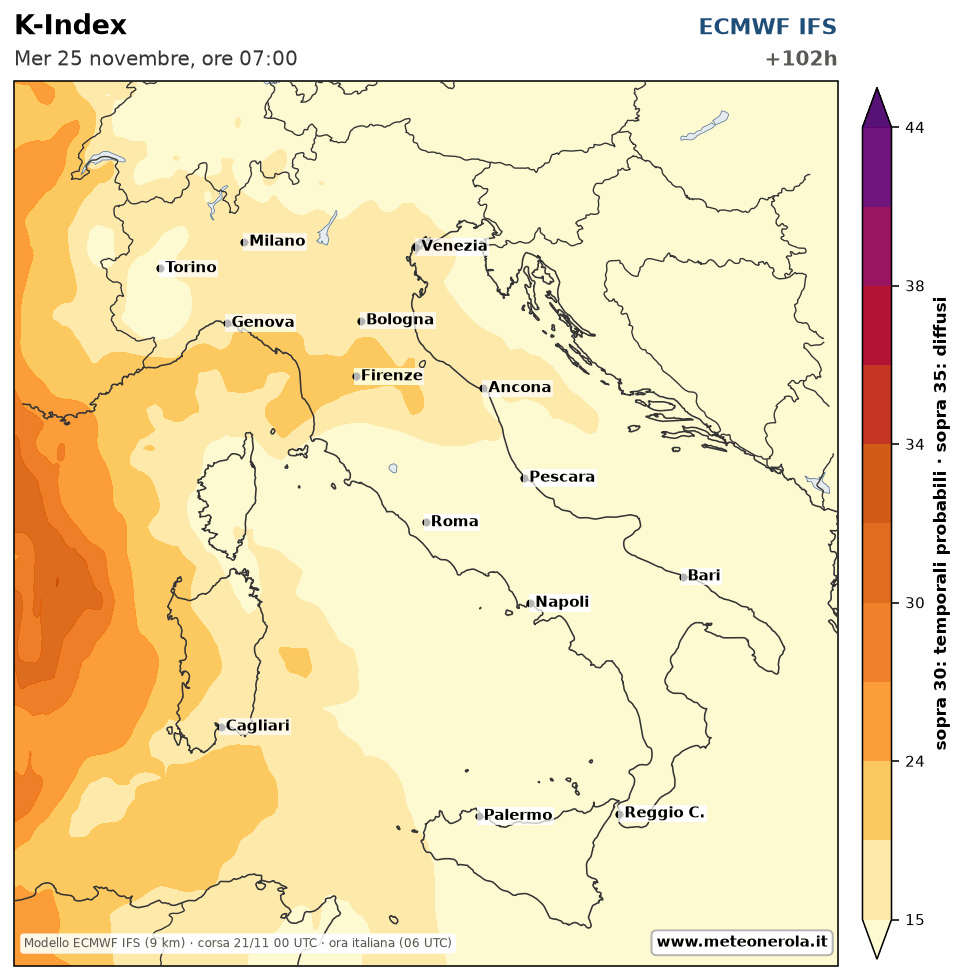 K-Index
ECMWF IFS
Mer 25 novembre, ore 07:00
+102h
44
38
34
30
24
15
sopra 30: temporali probabili · sopra 35: diffusi
Milano
Venezia
Torino
Genova
Bologna
Firenze
Ancona
Pescara
Roma
Bari
Napoli
Cagliari
Palermo
Reggio C.
Modello ECMWF IFS (9 km) · corsa 21/11 00 UTC · ora italiana (06 UTC)
www.meteonerola.it